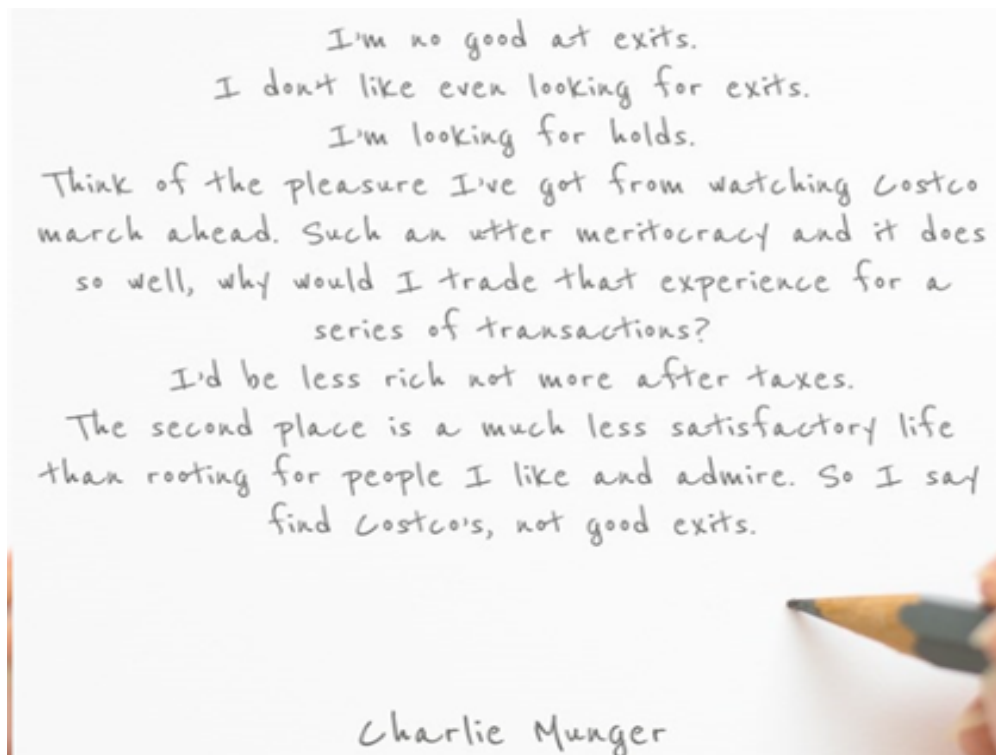 I'm no good at exits.
I don't like even looking for exits.
I'm looking for holds.
Think of the pleasure I've got from watching Costco
march ahead. Such an utter meritocracy and it does
so well, why would I trade that experience for a
series of transactions?
I'd be less rich not more after taxes.
The second place is a much less satisfactory life
than rooting for people I like and admire. So I say
find Costco's, not good exits.
Charlie Munger